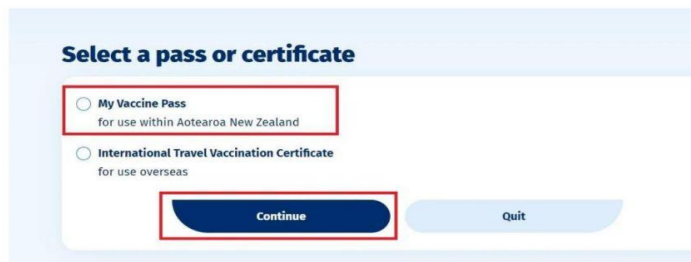 Select a pass or certificate
My Vaccine Pass
for use within Aotearoa New Zealand
International Travel Vaccination Certificate
for use overseas
Continue
Quit